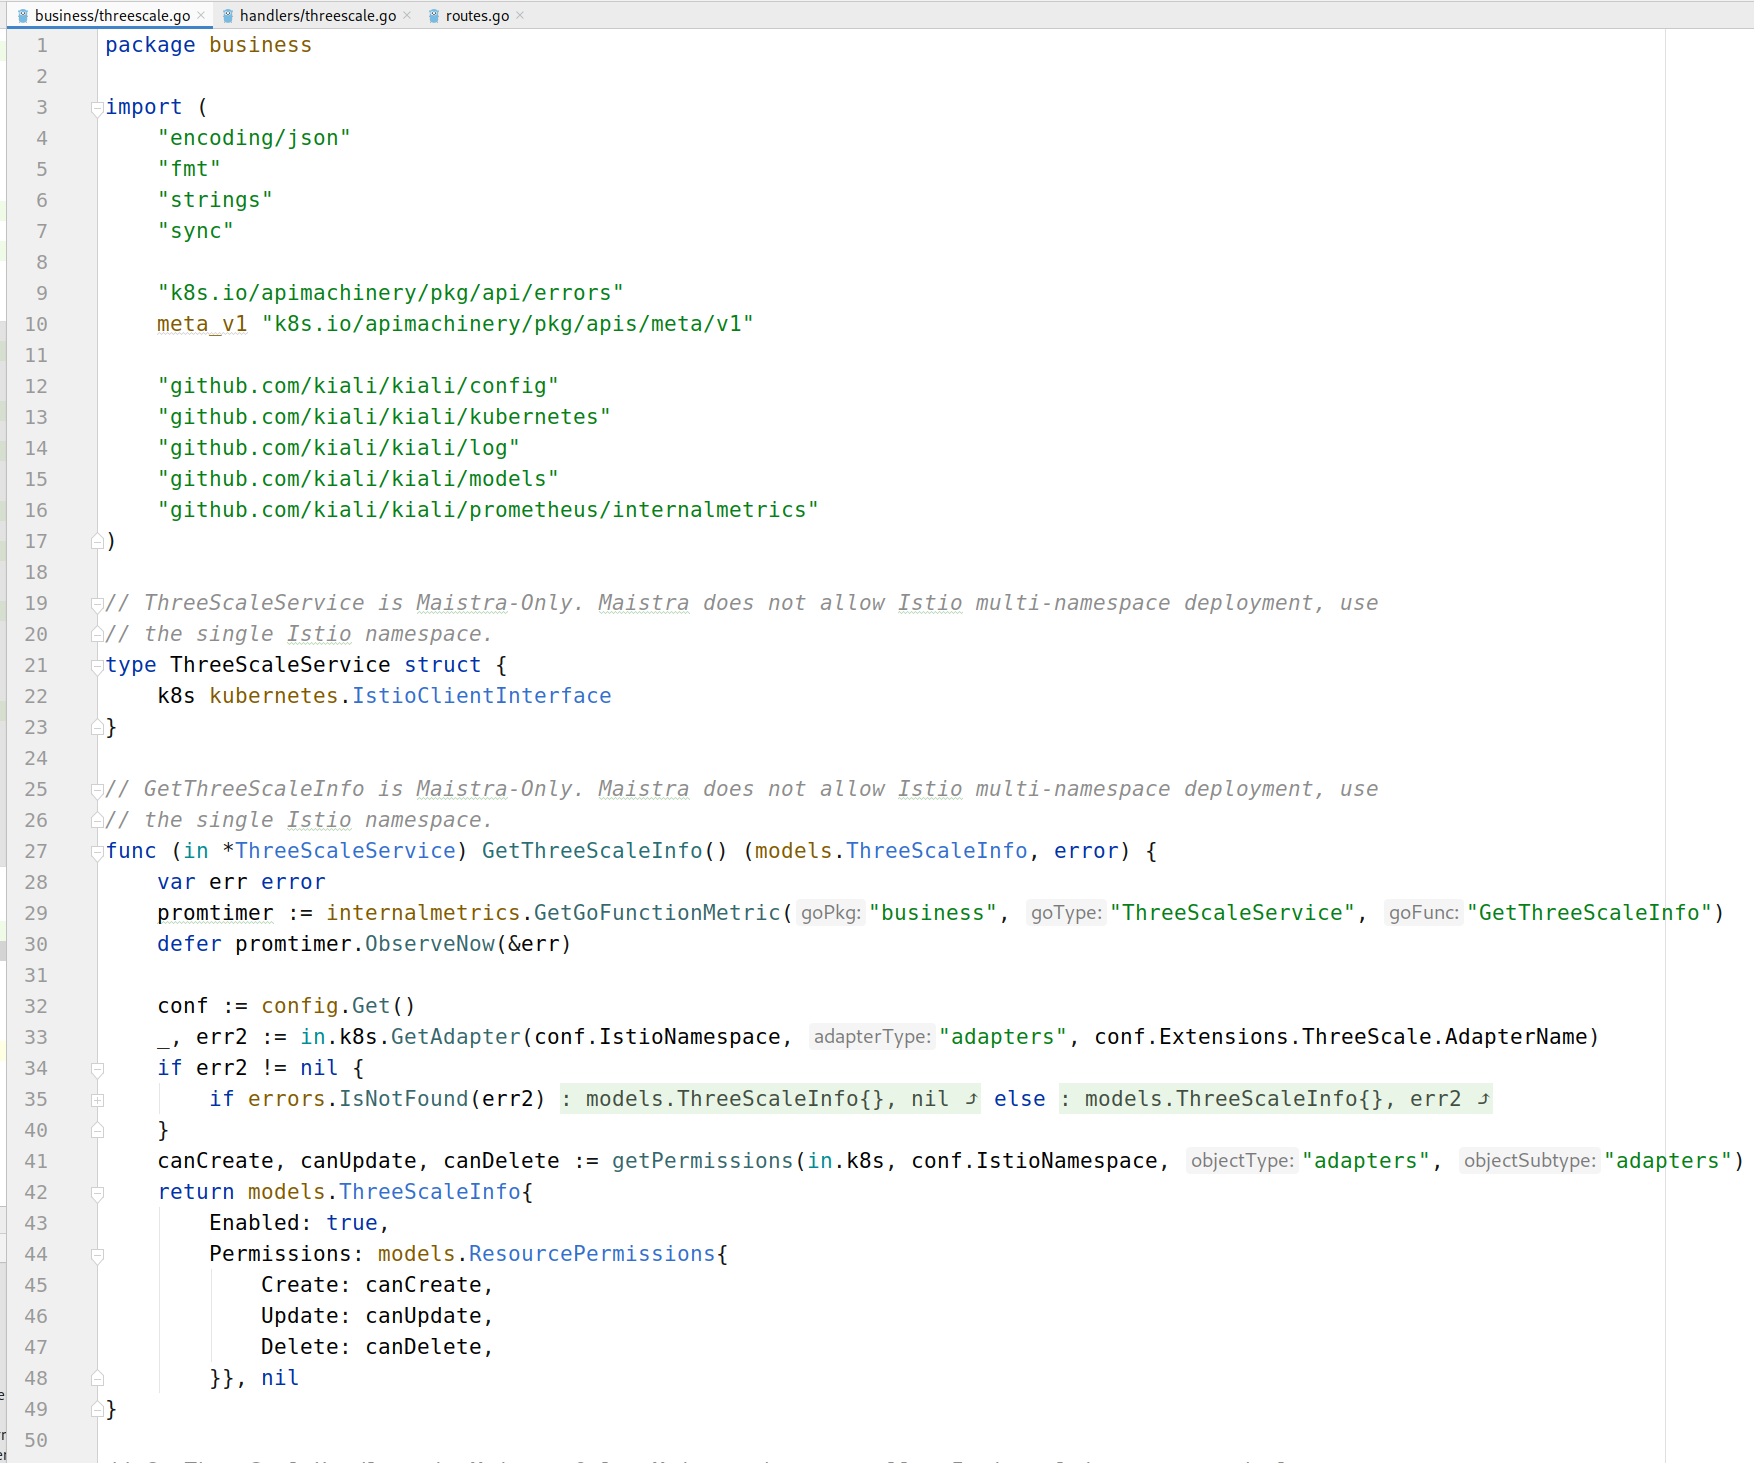 business/threescale.go × handlers/threescale.go × routes.go ×
1 package business
2
3 import (
4 "encoding/json"
5 "fmt"
6 "strings"
7 "sync"
8
9 "k8s.io/apimachinery/pkg/api/errors"
10 meta_v1 "k8s.io/apimachinery/pkg/apis/meta/v1"
11
12 "github.com/kiali/kiali/config"
13 "github.com/kiali/kiali/kubernetes"
14 "github.com/kiali/kiali/log"
15 "github.com/kiali/kiali/models"
16 "github.com/kiali/kiali/prometheus/internalmetrics"
17 )
18
19 // ThreeScaleService is Maistra-Only. Maistra does not allow Istio multi-namespace deployment, use
20 // the single Istio namespace.
21 type ThreeScaleService struct {
22 k8s kubernetes.IstioClientInterface
23 }
24
25 // GetThreeScaleInfo is Maistra-Only. Maistra does not allow Istio multi-namespace deployment, use
26 // the single Istio namespace.
27 func (in *ThreeScaleService) GetThreeScaleInfo() (models.ThreeScaleInfo, error) {
28 var err error
29 promtimer := internalmetrics.GetGoFunctionMetric( goPkg: "business", goType: "ThreeScaleService", goFunc: "GetThreeScaleInfo")
30 defer promtimer.ObserveNow(&err)
31
32 conf := config.Get()
33 _, err2 := in.k8s.GetAdapter(conf.IstioNamespace, adapterType: "adapters", conf.Extensions.ThreeScale.AdapterName)
34 if err2 != nil {
35 if errors.IsNotFound(err2) : models.ThreeScaleInfo{}, nil ⤴ else : models.ThreeScaleInfo{}, err2 ⤴
40 }
41 canCreate, canUpdate, canDelete := getPermissions(in.k8s, conf.IstioNamespace, objectType: "adapters", objectSubtype: "adapters")
42 return models.ThreeScaleInfo{
43 Enabled: true,
44 Permissions: models.ResourcePermissions{
45 Create: canCreate,
46 Update: canUpdate,
47 Delete: canDelete,
48 }}, nil
49 }
50